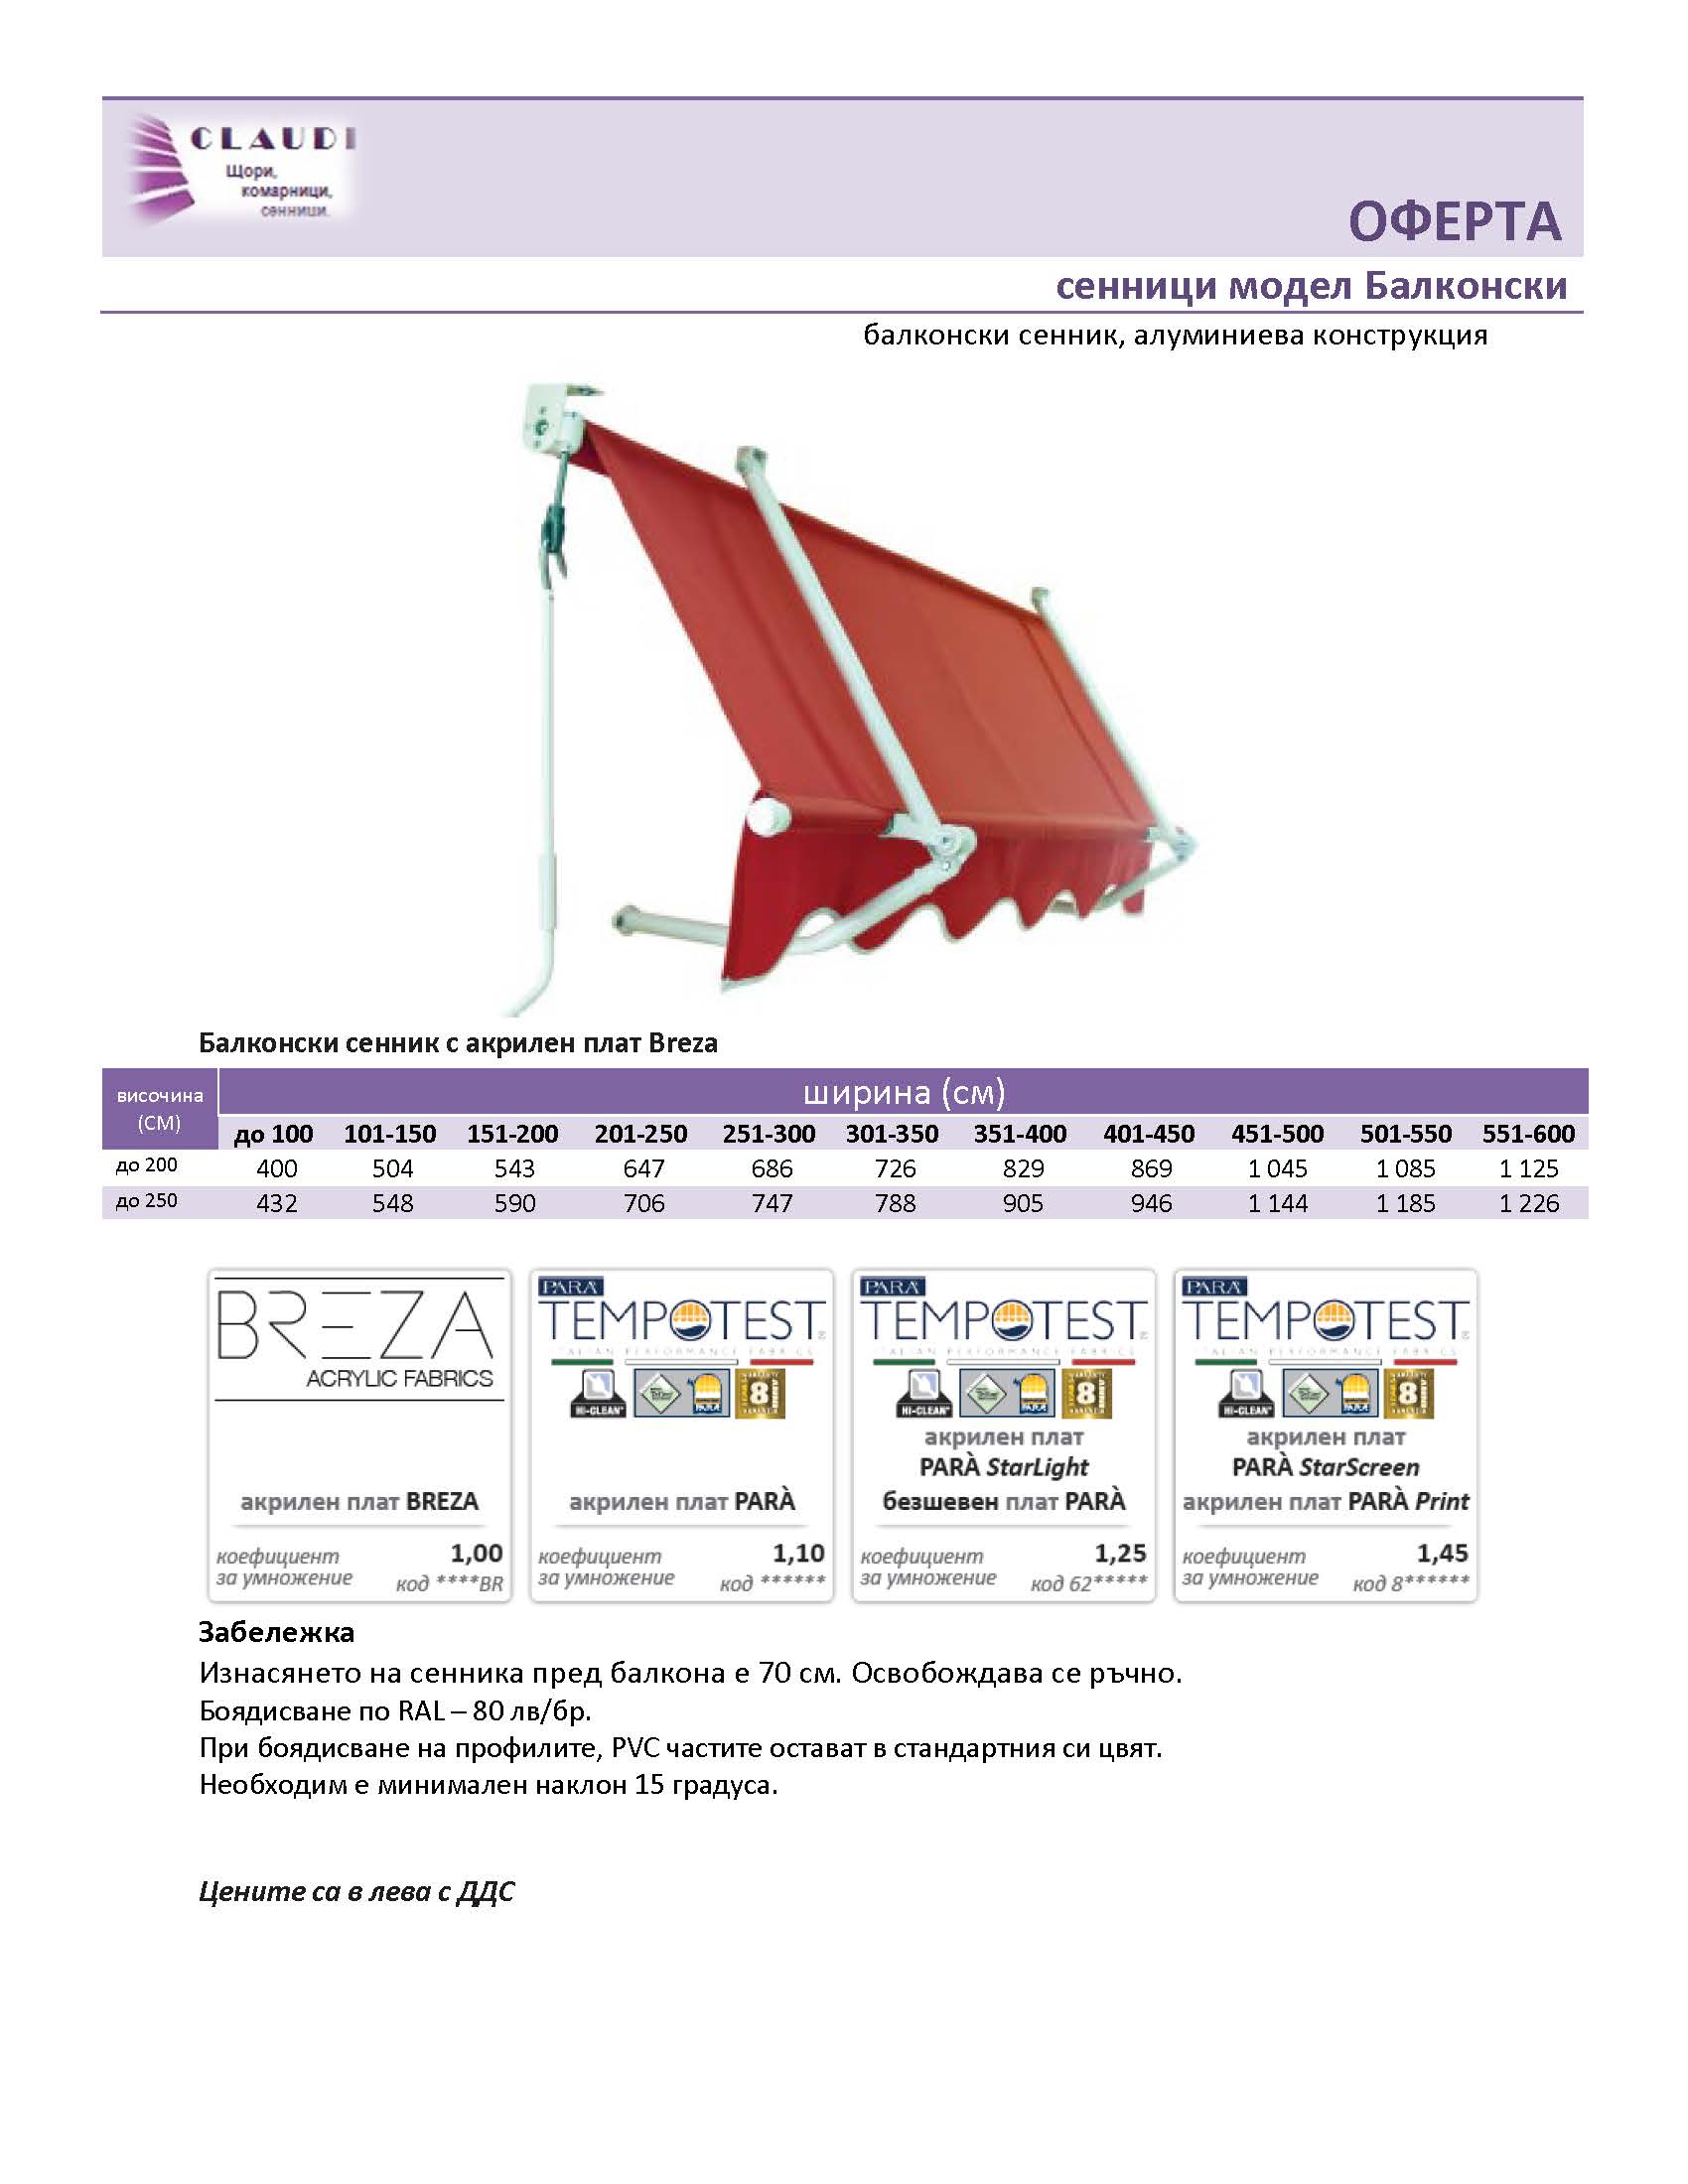 CLAUDI
Щори,
комарници,
сенници.
ОФЕРТА
сенници модел Балконски
балконски сенник, алуминиева конструкция
Балконски сенник с акрилен плат Breza
височина (СМ) ширина (см)
до 100 101-150 151-200 201-250 251-300 301-350 351-400 401-450 451-500 501-550 551-600
до 200 400 504 543 647 686 726 829 869 1 045 1 085 1 125
до 250 432 548 590 706 747 788 905 946 1 144 1 185 1 226
BREZA
ACRYLIC FABRICS
акрилен плат BREZA
коефициент за умножение 1,00
код ****BR
PARÀ
TEMPOTEST
ITALIAN PERFORMANCE FABRICS
HI-CLEAN
8
акрилен плат PARÀ
коефициент за умножение 1,10
код ******
PARÀ
TEMPOTEST
ITALIAN PERFORMANCE FABRICS
HI-CLEAN
8
акрилен плат
PARÀ StarLight
безшевен плат PARÀ
коефициент за умножение 1,25
код 62*****
PARÀ
TEMPOTEST
ITALIAN PERFORMANCE FABRICS
HI-CLEAN
8
акрилен плат
PARÀ StarScreen
акрилен плат PARÀ Print
коефициент за умножение 1,45
код 8******
Забележка
Изнасянето на сенника пред балкона е 70 см. Освобождава се ръчно.
Боядисване по RAL – 80 лв/бр.
При боядисване на профилите, PVC частите остават в стандартния си цвят.
Необходим е минимален наклон 15 градуса.
Цените са в лева с ДДС